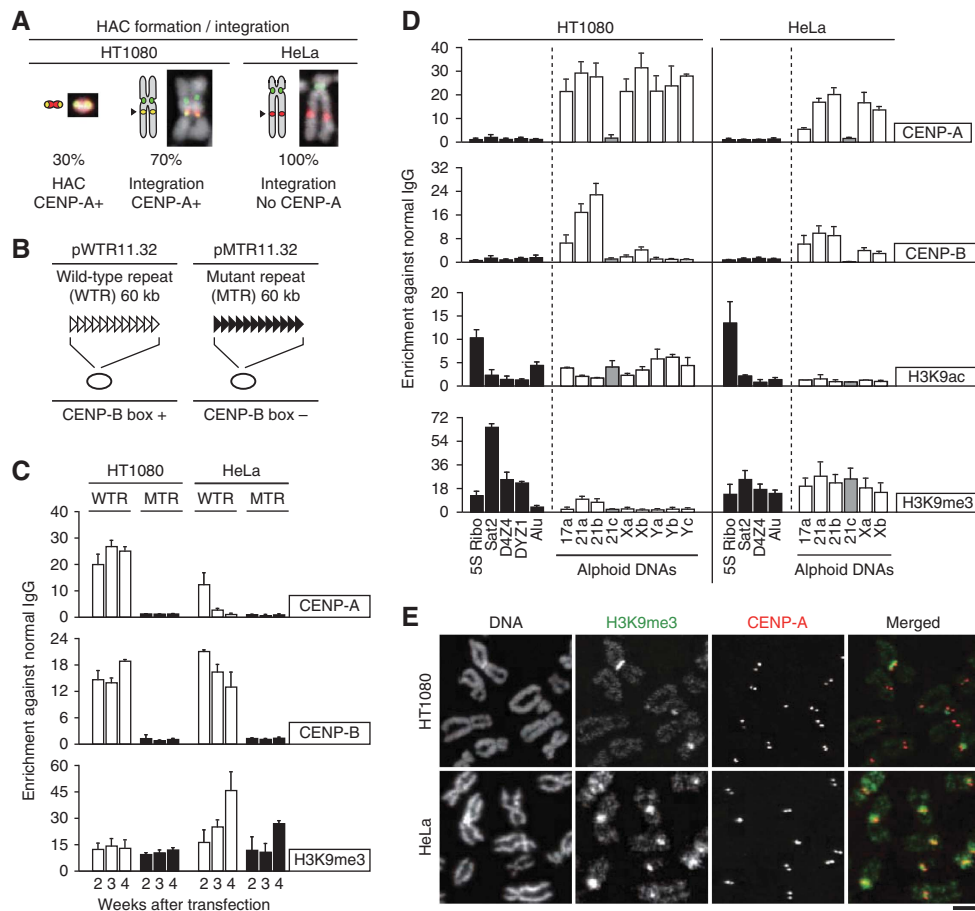 A
HAC formation / integration
HT1080
HeLa
30%
70%
100%
HAC
CENP-A+
Integration
CENP-A+
Integration
No CENP-A
B
pWTR11.32
pMTR11.32
Wild-type repeat
(WTR) 60 kb
Mutant repeat
(MTR) 60 kb
CENP-B box +
CENP-B box –
C
HT1080
HeLa
WTR
MTR
WTR
MTR
Enrichment against normal IgG
40
30
20
10
0
CENP-A
24
18
12
6
0
CENP-B
60
45
30
15
0
H3K9me3
2 3 4 2 3 4 2 3 4 2 3 4
Weeks after transfection
D
HT1080
HeLa
Enrichment against normal IgG
40
30
20
10
0
CENP-A
32
24
16
8
0
CENP-B
20
15
10
5
0
H3K9ac
72
54
36
18
0
H3K9me3
5S Ribo
Sat2
D4Z4
DYZ1
Alu
17a
21a
21b
21c
Xa
Xb
Ya
Yb
Yc
5S Ribo
Sat2
D4Z4
Alu
17a
21a
21b
21c
Xa
Xb
Alphoid DNAs
Alphoid DNAs
E
DNA
H3K9me3
CENP-A
Merged
HT1080
HeLa